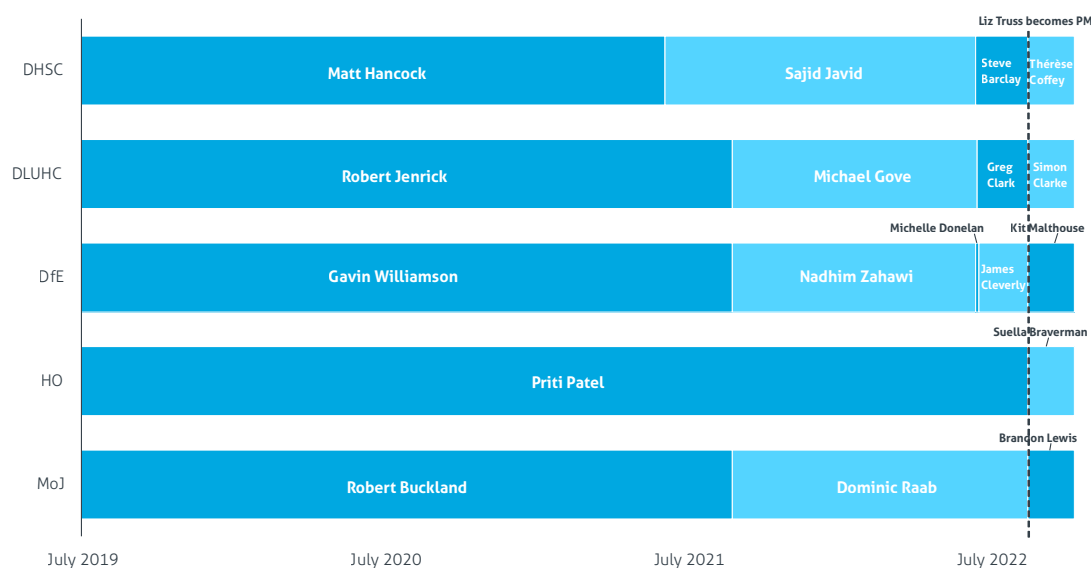 Liz Truss becomes PM
DHSC
Matt Hancock
Sajid Javid
Steve
Barclay
Thérèse
Coffey
DLUHC
Robert Jenrick
Michael Gove
Greg
Clark
Simon
Clarke
Michelle Donelan
Kit Malthouse
DfE
Gavin Williamson
Nadhim Zahawi
James
Cleverly
Suella Braverman
HO
Priti Patel
Brandon Lewis
MoJ
Robert Buckland
Dominic Raab
July 2019
July 2020
July 2021
July 2022